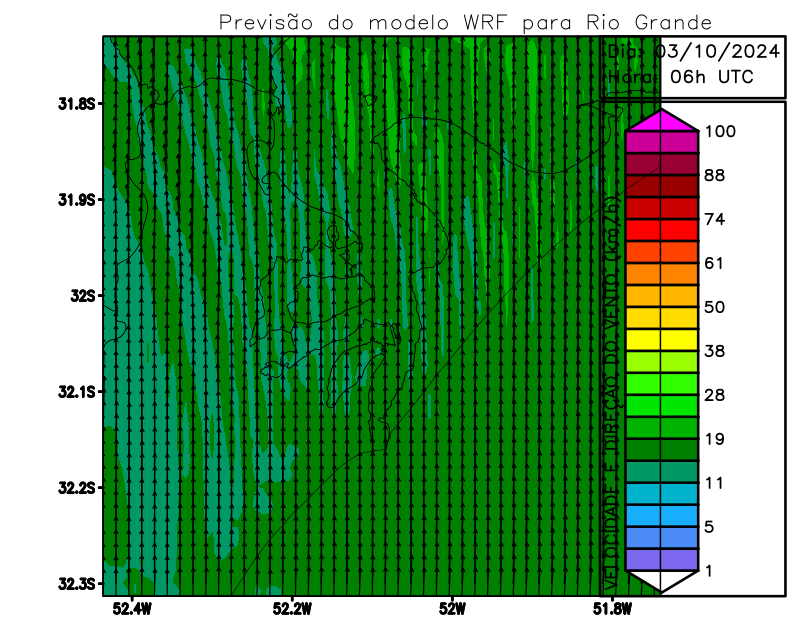 Previsão do modelo WRF para Rio Grande
Dia: 03/10/2024
Hora: 06h UTC
31.8S
31.9S
32S
32.1S
32.2S
32.3S
52.4W
52.2W
52W
51.8W
VELOCIDADE E DIREÇÃO DO VENTO (km/h)
100
88
74
61
50
38
28
19
11
5
1